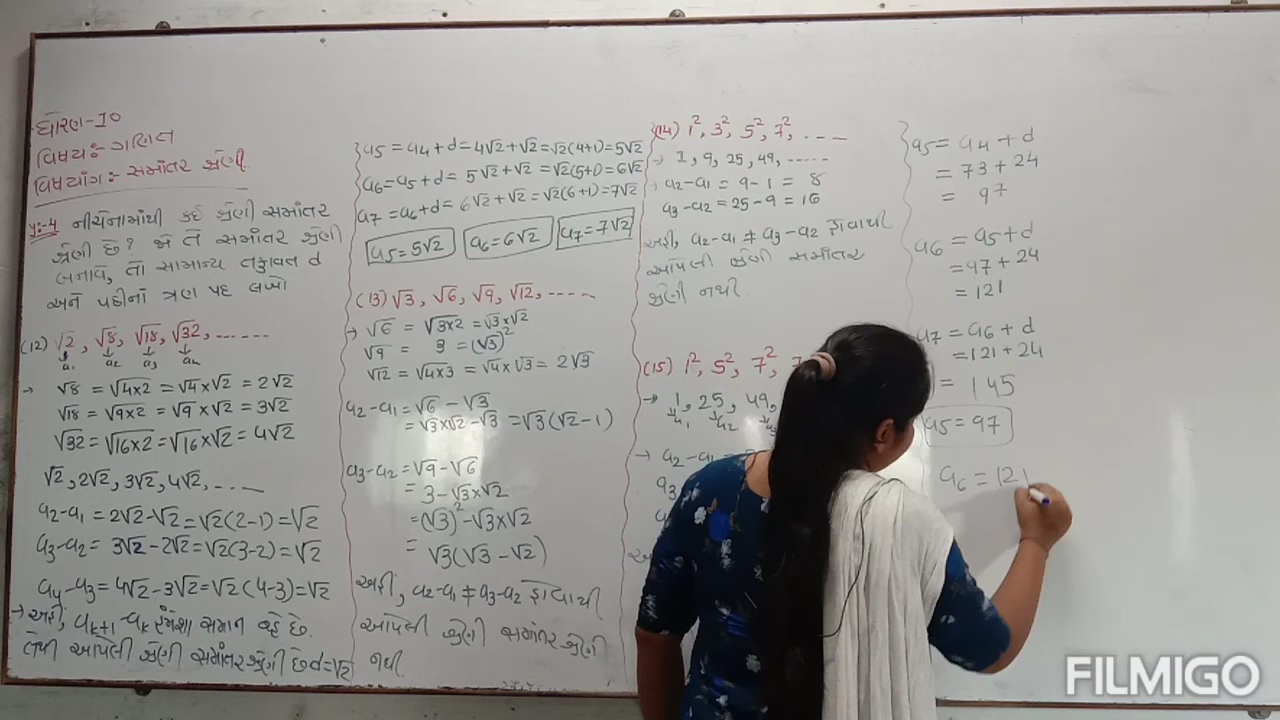 ધોરણ-10
વિષય:- ગણિત
વિષયાંગ:- સમાંતર શ્રેણી
પ્ર:-4 નીચેનામાંથી કઈ શ્રેણી સમાંતર
શ્રેણી છે? જો તે સમાંતર શ્રેણી
બનાવે, તો સામાન્ય તફાવત d
અને પછીનાં ત્રણ પદ લખો
(12) √2, √8, √18, √32, ......
a₁ a₂ a₃ a₄
→ √8 = √4×2 = √4×√2 = 2√2
√18 = √9×2 = √9×√2 = 3√2
√32 = √16×2 = √16×√2 = 4√2
√2, 2√2, 3√2, 4√2, ....
a2-a1 = 2√2-√2 = √2(2-1) = √2
a3-a2 = 3√2-2√2 = √2(3-2) = √2
a4-a3 = 4√2-3√2 = √2(4-3) = √2
→ અહીં, ak+1-ak હંમેશા સમાન રહે છે.
તેથી આપેલી શ્રેણી સમાંતર શ્રેણી છે d=√2
a5 = a4+d = 4√2+√2 = √2(4+1) = 5√2
a6 = a5+d = 5√2+√2 = √2(5+1) = 6√2
a7 = a6+d = 6√2+√2 = √2(6+1) = 7√2
a5=5√2 a6=6√2 a7=7√2
(13) √3, √6, √9, √12, ....
→ √6 = √3×2 = √3×√2
√9 = 3 = (√3)²
√12 = √4×3 = √4×√3 = 2√3
a2-a1 = √6-√3
= √3×√2-√3 = √3(√2-1)
a3-a2 = √9-√6
= 3-√3×√2
= (√3)²-√3×√2
= √3(√3-√2)
અહીં, a2-a1 ≠ a3-a2 હોવાથી
આપેલી શ્રેણી સમાંતર શ્રેણી
નથી
(14) 1², 3², 5², 7², ....
→ 1, 9, 25, 49, .....
→ a2-a1 = 9-1 = 8
a3-a2 = 25-9 = 16
અહીં, a2-a1 ≠ a3-a2 હોવાથી
આપેલી શ્રેણી સમાંતર
શ્રેણી નથી.
(15) 1², 5², 7², 7
→ 1, 25, 49,
a₁ a₂ a₃
→ a2-a1 =
a3
a5 = a4+d
= 73+24
= 97
a6 = a5+d
= 97+24
= 121
a7 = a6+d
= 121+24
= 145
a5=97
a6=121
FILMIGO